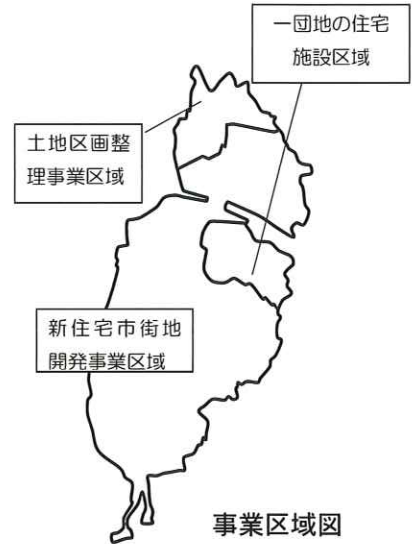 一団地の住宅
施設区域
土地区画整
理事業区域
新住宅市街地
開発事業区域
事業区域図